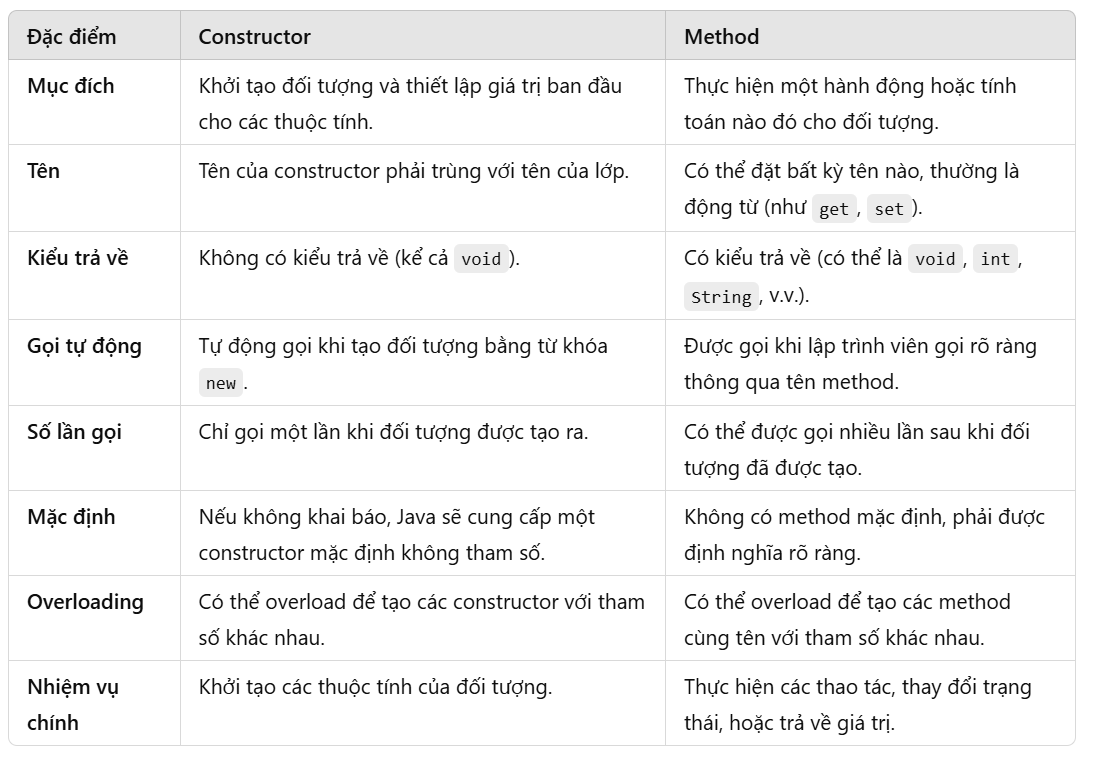 Đặc điểm
Constructor
Method
Mục đích
Khởi tạo đối tượng và thiết lập giá trị ban đầu
cho các thuộc tính.
Thực hiện một hành động hoặc tính
toán nào đó cho đối tượng.
Tên
Tên của constructor phải trùng với tên của lớp.
Có thể đặt bất kỳ tên nào, thường là
động từ (như get, set).
Kiểu trả về
Không có kiểu trả về (kể cả void).
Có kiểu trả về (có thể là void, int,
String, v.v.).
Gọi tự động
Tự động gọi khi tạo đối tượng bằng từ khóa
new.
Được gọi khi lập trình viên gọi rõ ràng
thông qua tên method.
Số lần gọi
Chỉ gọi một lần khi đối tượng được tạo ra.
Có thể được gọi nhiều lần sau khi đối
tượng đã được tạo.
Mặc định
Nếu không khai báo, Java sẽ cung cấp một
constructor mặc định không tham số.
Không có method mặc định, phải được
định nghĩa rõ ràng.
Overloading
Có thể overload để tạo các constructor với tham
số khác nhau.
Có thể overload để tạo các method
cùng tên với tham số khác nhau.
Nhiệm vụ
chính
Khởi tạo các thuộc tính của đối tượng.
Thực hiện các thao tác, thay đổi trạng
thái, hoặc trả về giá trị.